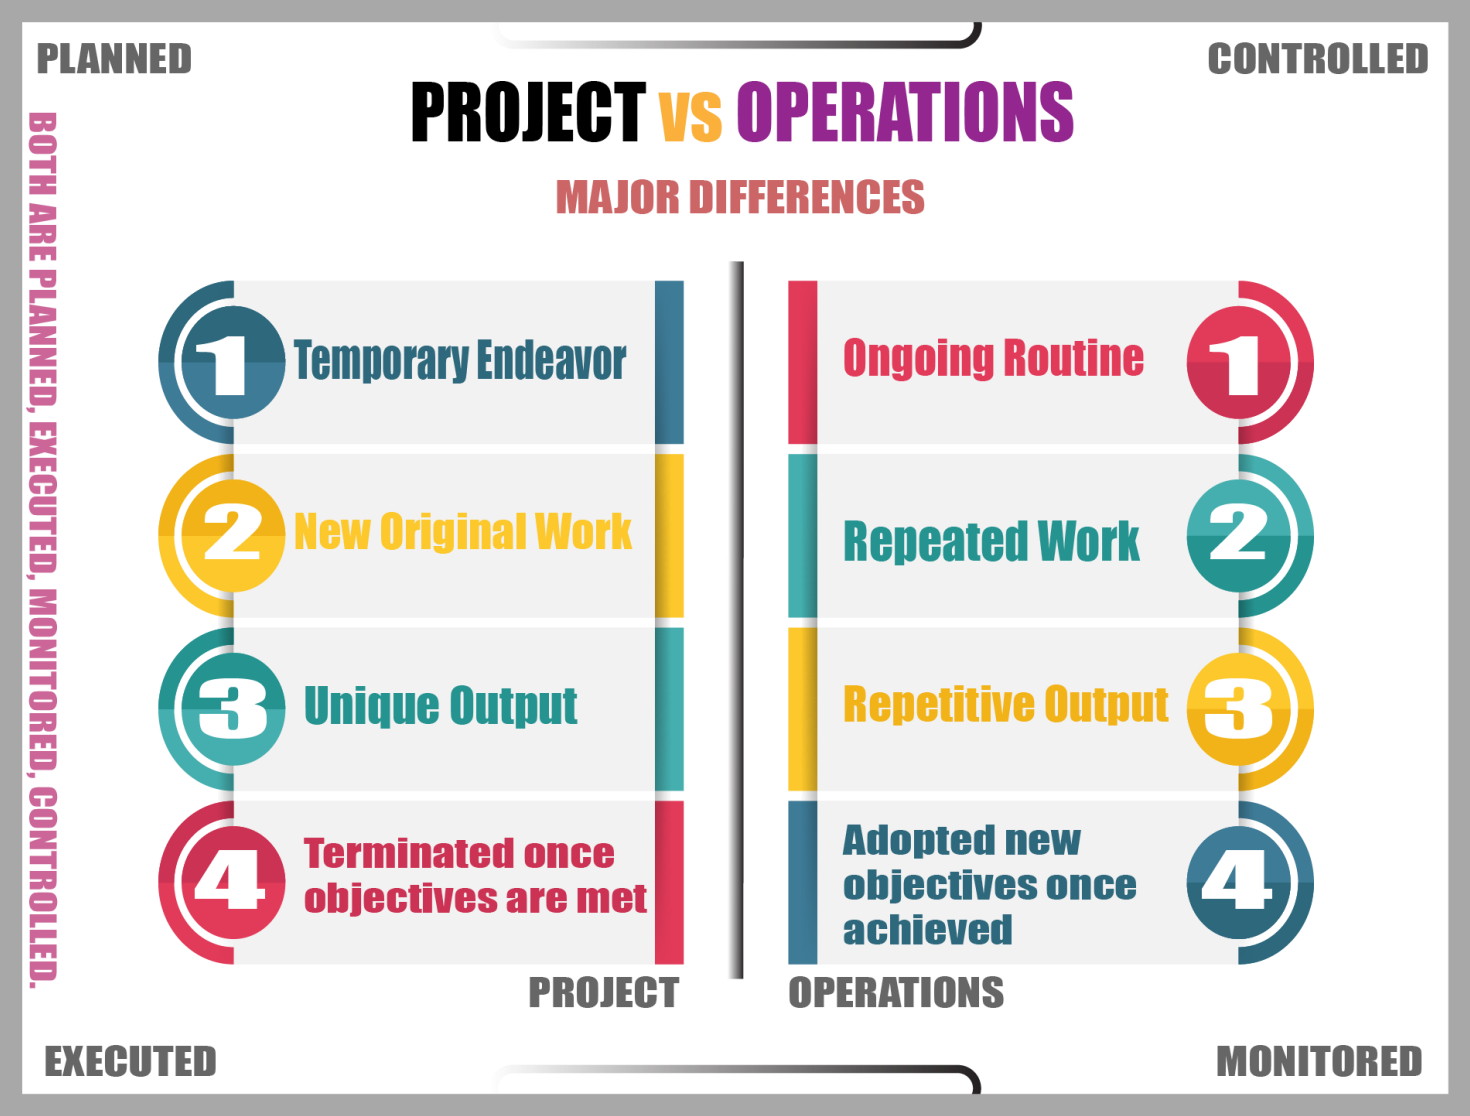 PLANNED
CONTROLLED
PROJECT vs OPERATIONS
MAJOR DIFFERENCES
BOTH ARE PLANNED, EXECUTED, MONITORED, CONTROLLED.
1
Temporary Endeavor
2
New Original Work
3
Unique Output
4
Terminated once
objectives are met
PROJECT
Ongoing Routine
1
Repeated Work
2
Repetitive Output
3
Adopted new
objectives once
achieved
4
OPERATIONS
EXECUTED
MONITORED